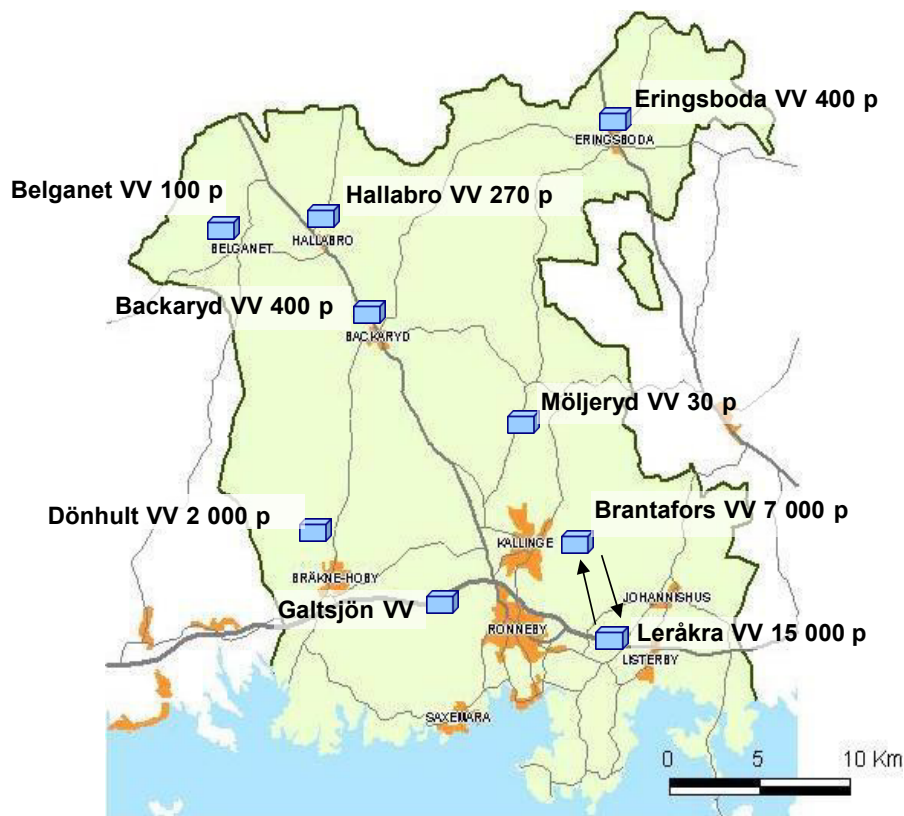 Eringsboda VV 400 p
ERINGSBODA
Belganet VV 100 p
Hallabro VV 270 p
BELGANET
HALLABRO
Backaryd VV 400 p
BACKARYD
Möljeryd VV 30 p
Dönhult VV 2 000 p
Brantafors VV 7 000 p
KALLINGE
BRÄKNE-HOBY
JOHANNISHUS
Galtsjön VV
RONNEBY
Leråkra VV 15 000 p
LISTERBY
SAXEMARA
0 5 10 Km